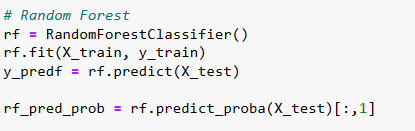 # Random Forest
rf = RandomForestClassifier()
rf.fit(X_train, y_train)
y_predf = rf.predict(X_test)
rf_pred_prob = rf.predict_proba(X_test)[:,1]